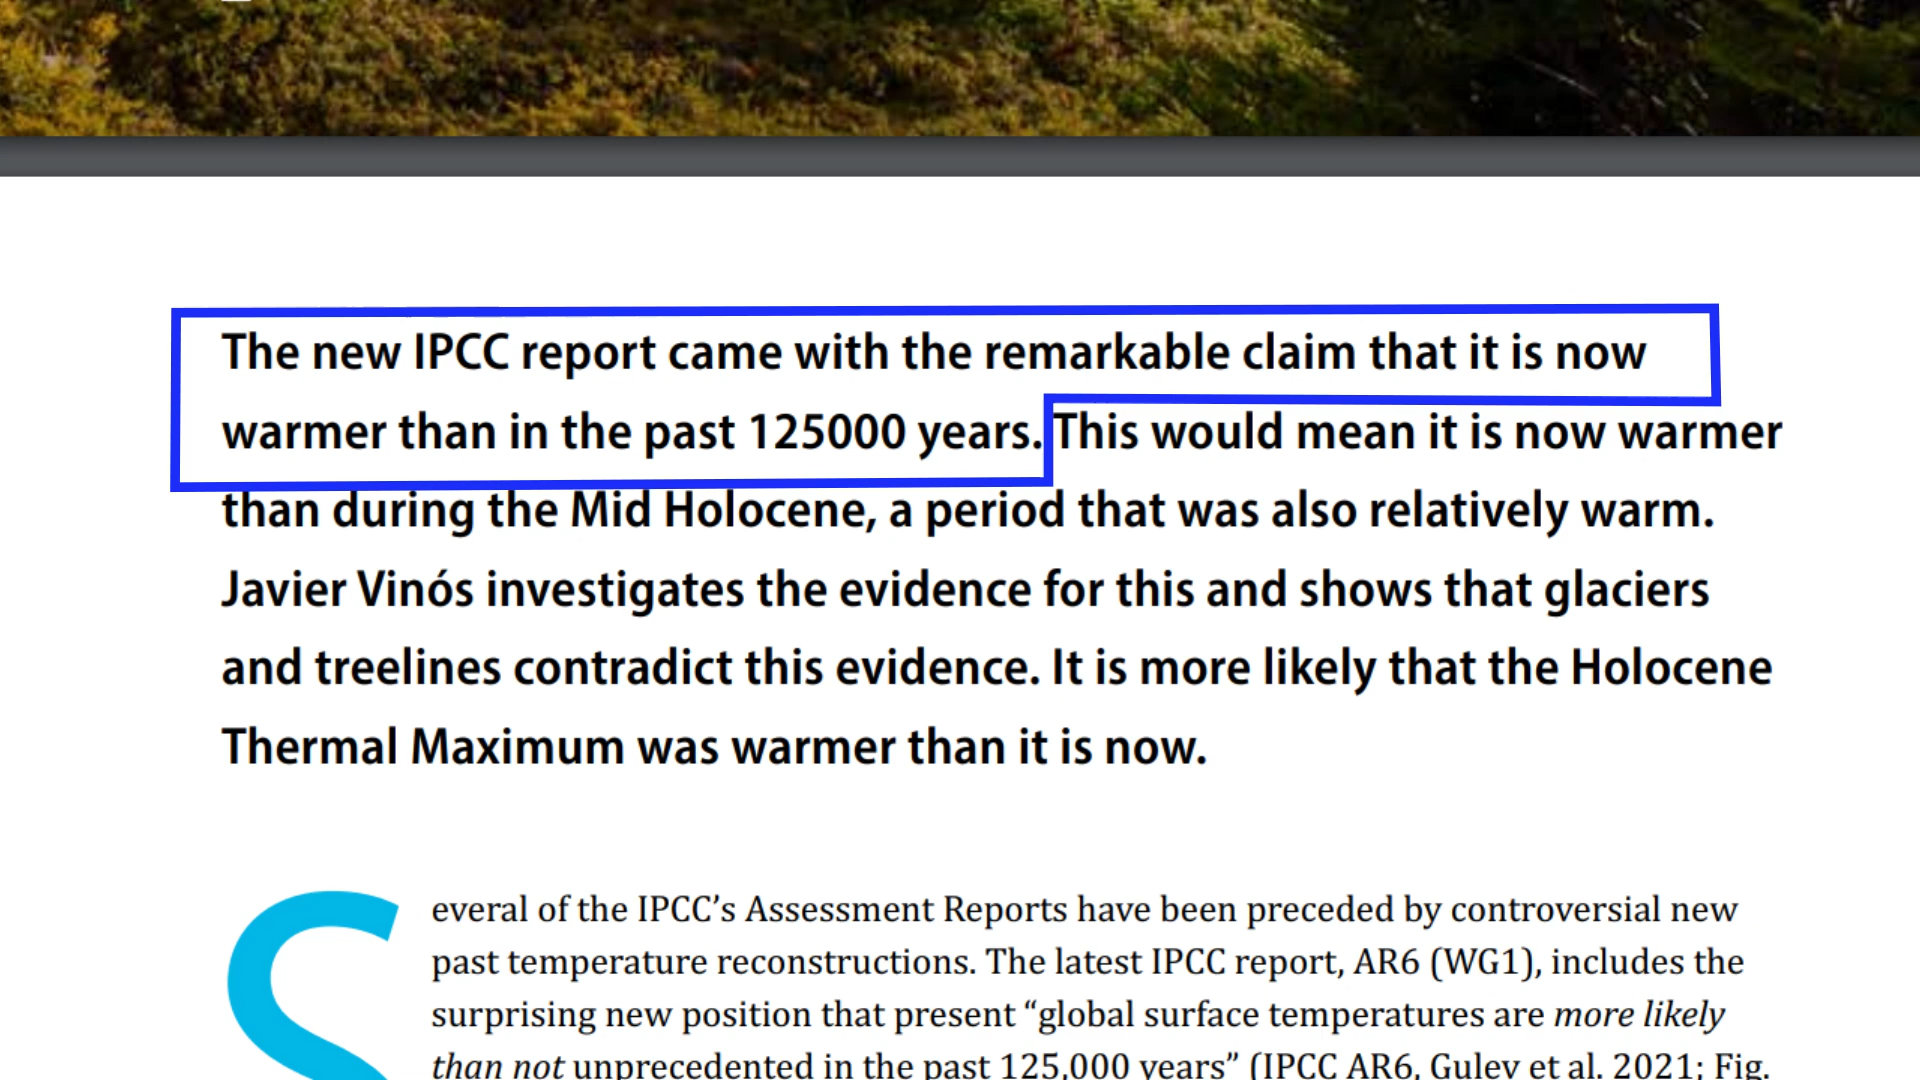 The new IPCC report came with the remarkable claim that it is now
warmer than in the past 125000 years. This would mean it is now warmer
than during the Mid Holocene, a period that was also relatively warm.
Javier Vinós investigates the evidence for this and shows that glaciers
and treelines contradict this evidence. It is more likely that the Holocene
Thermal Maximum was warmer than it is now.
Several of the IPCC’s Assessment Reports have been preceded by controversial new
past temperature reconstructions. The latest IPCC report, AR6 (WG1), includes the
surprising new position that present “global surface temperatures are more likely
than not unprecedented in the past 125,000 years” (IPCC AR6, Gulev et al. 2021; Fig.